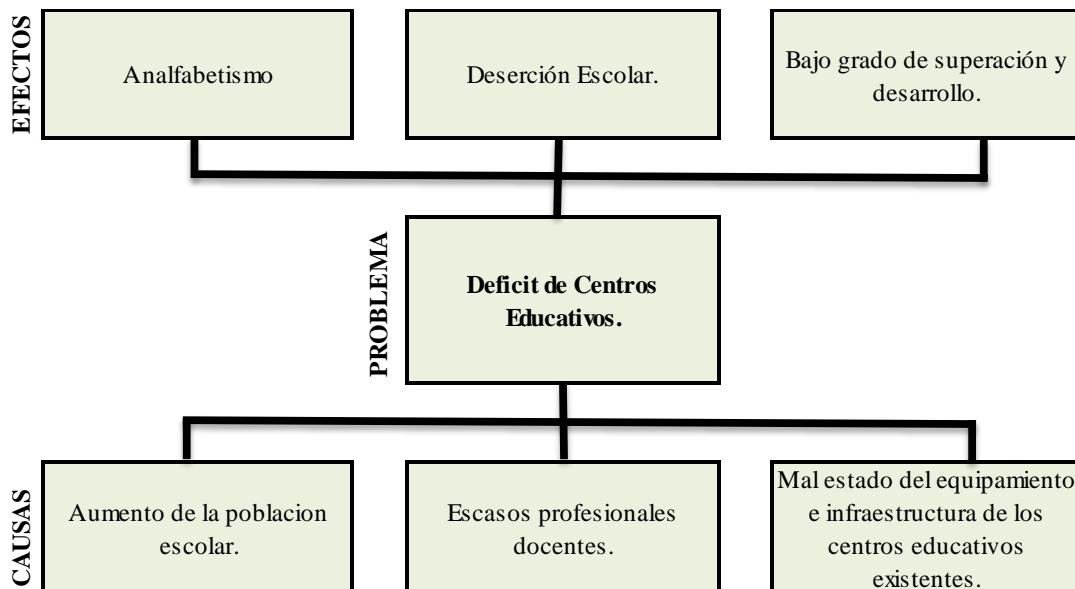 EFECTOS
Analfabetismo
Deserción Escolar.
Bajo grado de superación y
desarrollo.
PROBLEMA
Deficit de Centros
Educativos.
CAUSAS
Aumento de la poblacion
escolar.
Escasos profesionales
docentes.
Mal estado del equipamiento
e infraestructura de los
centros educativos
existentes.